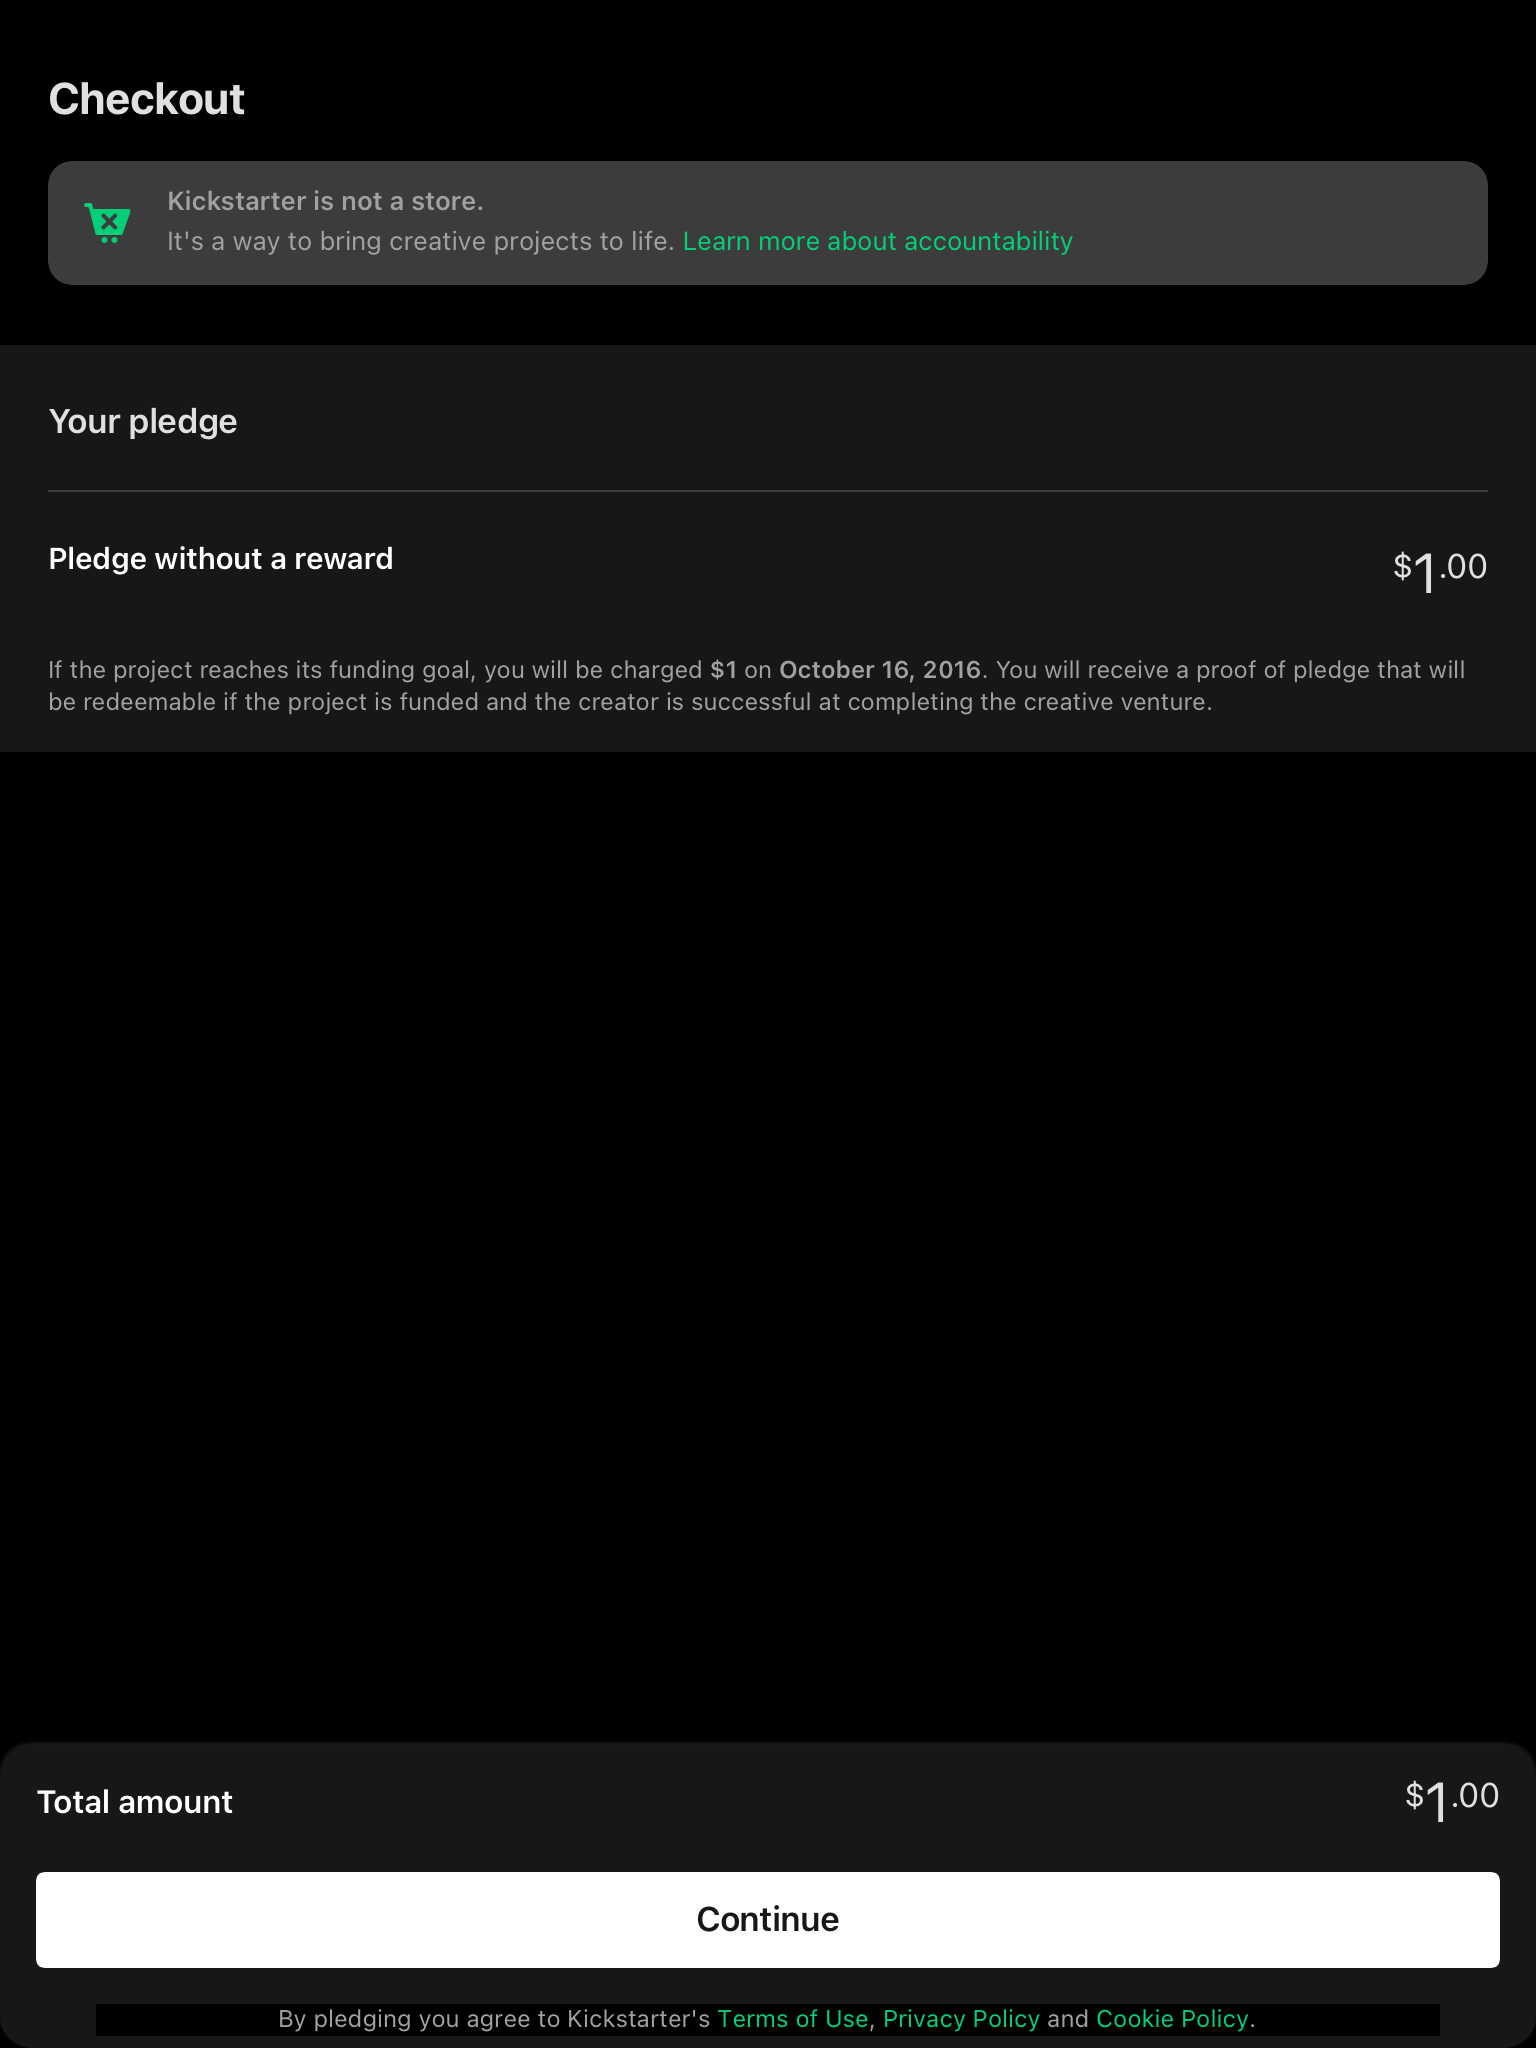 Checkout
Kickstarter is not a store.
It's a way to bring creative projects to life. Learn more about accountability
Your pledge
Pledge without a reward
$1.00
If the project reaches its funding goal, you will be charged $1 on October 16, 2016. You will receive a proof of pledge that will
be redeemable if the project is funded and the creator is successful at completing the creative venture.
Total amount
$1.00
Continue
By pledging you agree to Kickstarter's Terms of Use, Privacy Policy and Cookie Policy.